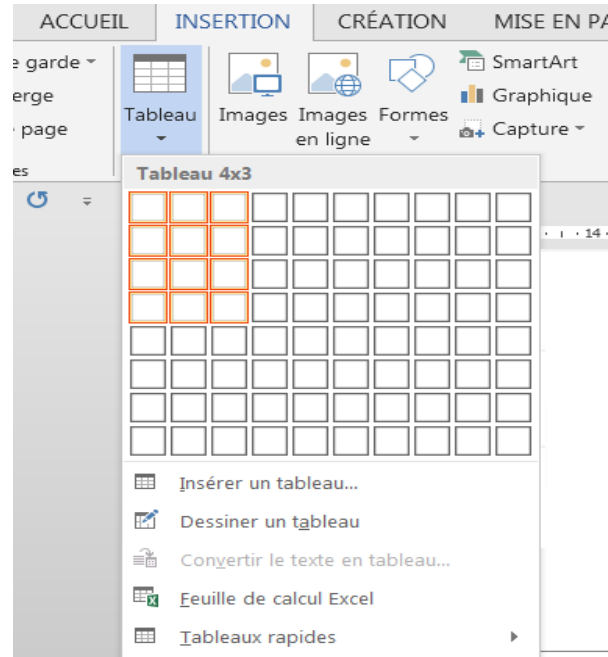 ACCUEIL INSERTION CRÉATION MISE EN PA
e garde
erge
page
es
Tableau
Images
Images en ligne
Formes
SmartArt
Graphique
Capture
Tableau 4x3
14
Insérer un tableau...
Dessiner un tableau
Convertir le texte en tableau...
Feuille de calcul Excel
Tableaux rapides